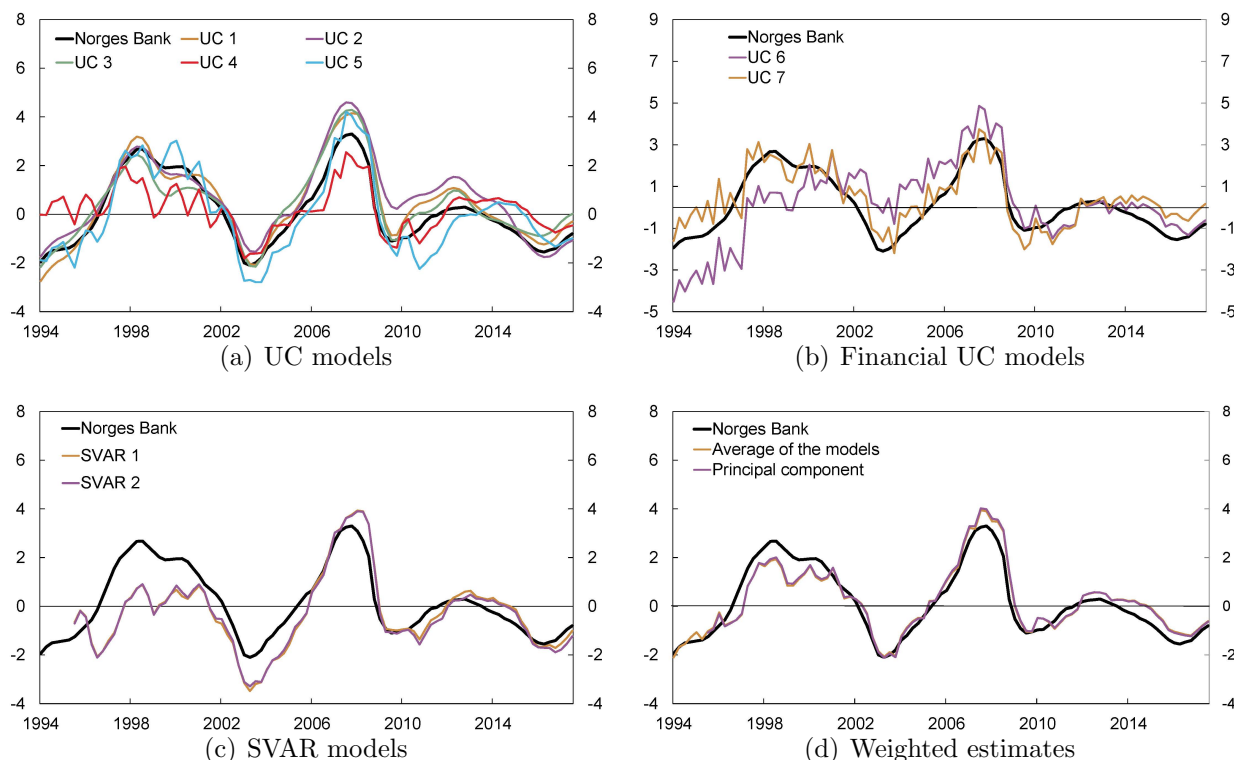 8 8
Norges Bank UC 1 UC 2
UC 3 UC 4 UC 5
6 6
4 4
2 2
0 0
-2 -2
-4 -4
1994 1998 2002 2006 2010 2014
(a) UC models
9 9
Norges Bank
UC 6
UC 7
7 7
5 5
3 3
1 1
-1 -1
-3 -3
-5 -5
1994 1998 2002 2006 2010 2014
(b) Financial UC models
8 8
Norges Bank
SVAR 1
SVAR 2
6 6
4 4
2 2
0 0
-2 -2
-4 -4
1994 1998 2002 2006 2010 2014
(c) SVAR models
8 8
Norges Bank
Average of the models
Principal component
6 6
4 4
2 2
0 0
-2 -2
-4 -4
1994 1998 2002 2006 2010 2014
(d) Weighted estimates